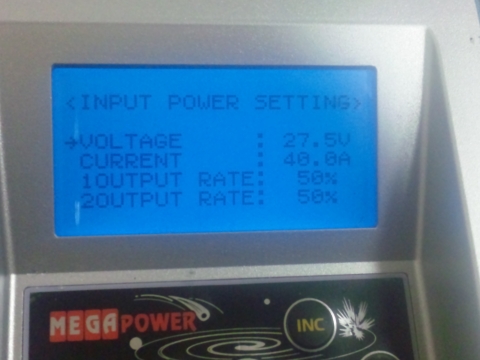 <INPUT POWER SETTING>
→VOLTAGE : 27.5V
CURRENT : 40.0A
1OUTPUT RATE: 50%
2OUTPUT RATE: 50%
MEGAPOWER
INC